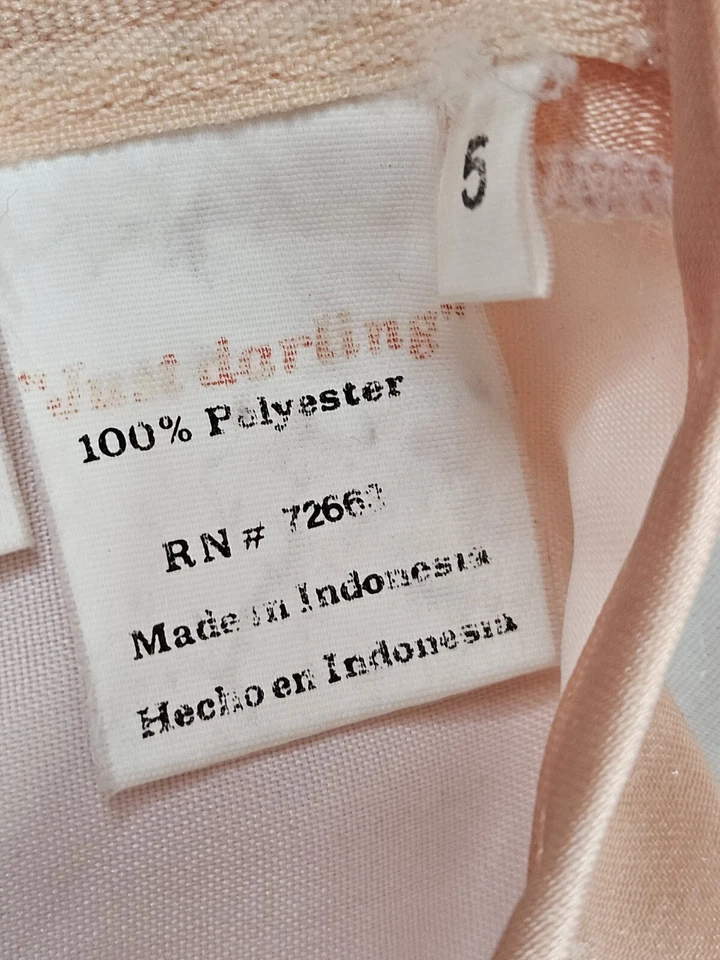 5
"Just darling"
100% Polyester
RN # 72663
Made in Indonesia
Hecho en Indonesia